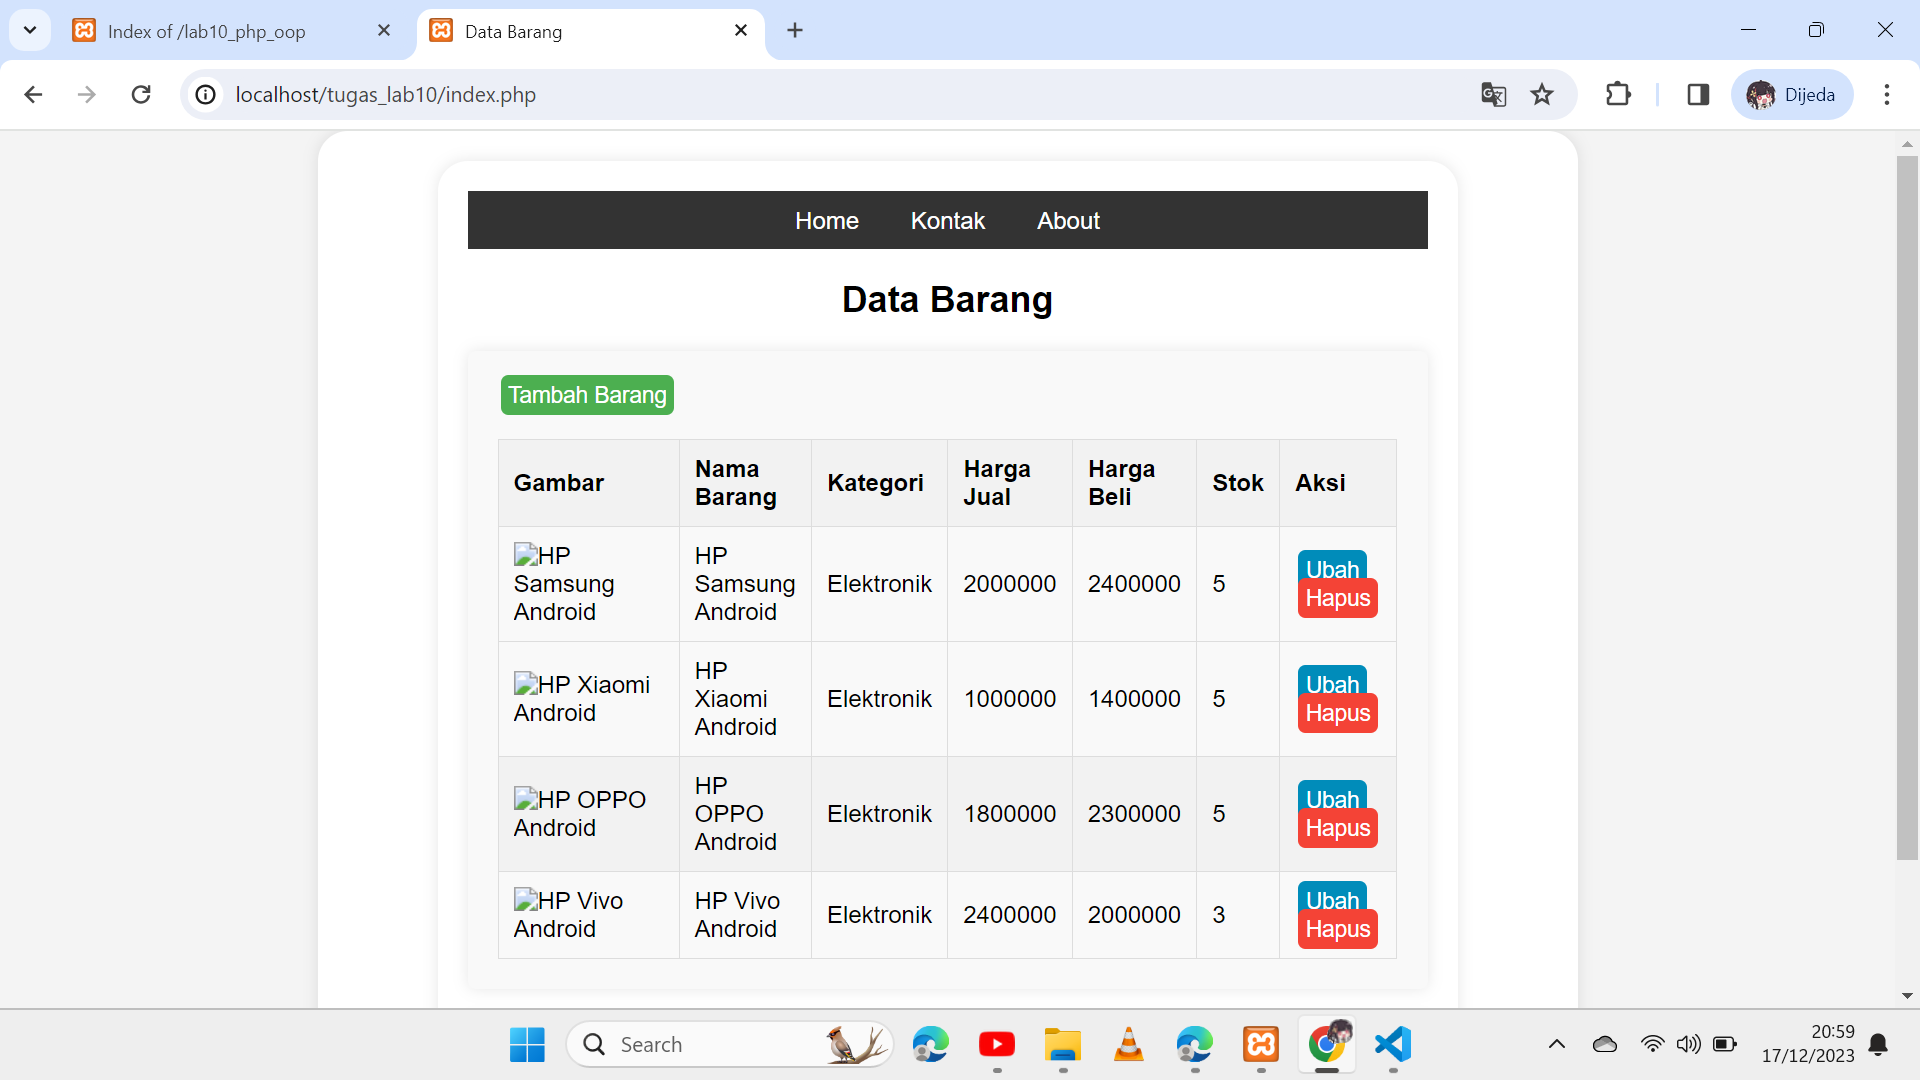 Index of /lab10_php_oop
Data Barang
localhost/tugas_lab10/index.php
Dijeda
Home Kontak About
Data Barang
Tambah Barang
Gambar
Nama
Barang
Kategori
Harga
Jual
Harga
Beli
Stok
Aksi
HP
Samsung
Android
HP
Samsung
Android
Elektronik
2000000
2400000
5
Ubah
Hapus
HP Xiaomi
Android
HP
Xiaomi
Android
Elektronik
1000000
1400000
5
Ubah
Hapus
HP OPPO
Android
HP
OPPO
Android
Elektronik
1800000
2300000
5
Ubah
Hapus
HP Vivo
Android
HP Vivo
Android
Elektronik
2400000
2000000
3
Ubah
Hapus
Search
20:59
17/12/2023